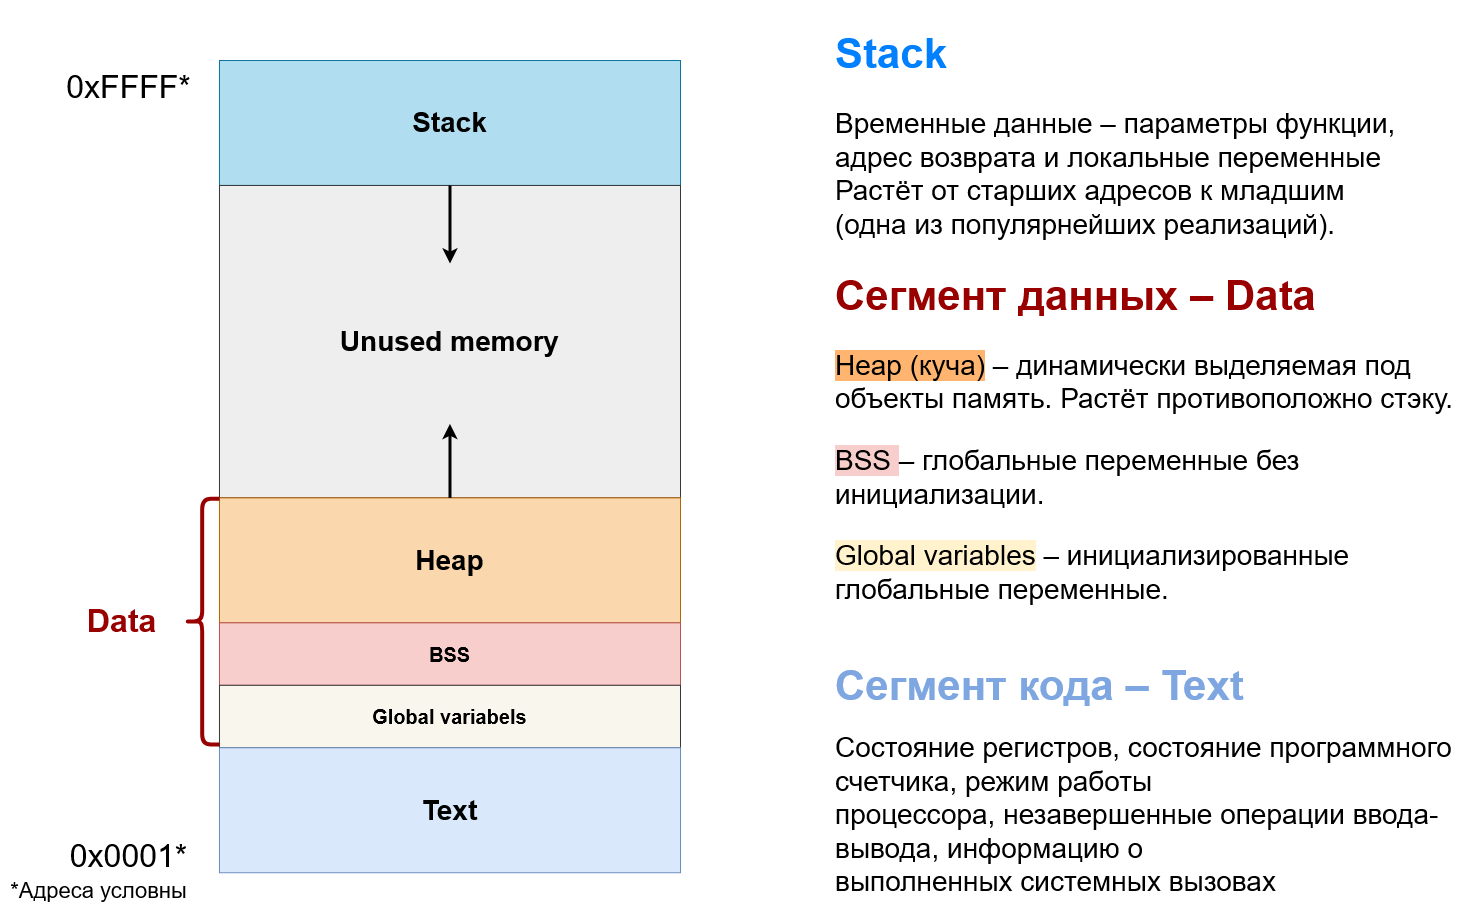 0xFFFF*
Stack
Unused memory
Heap
Data
BSS
Global variabels
Text
0x0001*
*Адреса условны
Stack
Временные данные – параметры функции,
адрес возврата и локальные переменные
Растёт от старших адресов к младшим
(одна из популярнейших реализаций).
Сегмент данных – Data
Heap (куча) – динамически выделяемая под
объекты память. Растёт противоположно стэку.
BSS – глобальные переменные без
инициализации.
Global variables – инициализированные
глобальные переменные.
Сегмент кода – Text
Состояние регистров, состояние программного
счетчика, режим работы
процессора, незавершенные операции ввода-
вывода, информацию о
выполненных системных вызовах